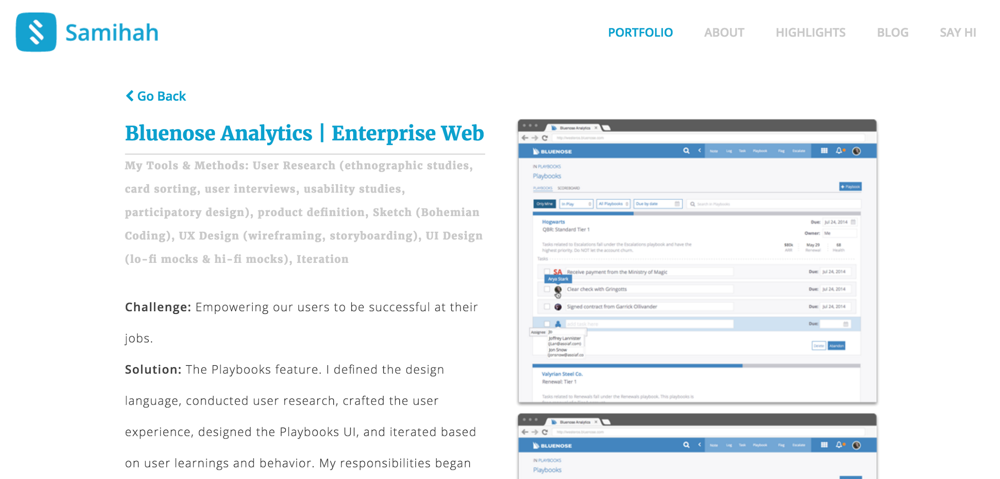 Samihah
PORTFOLIO ABOUT HIGHLIGHTS BLOG SAY HI
Go Back
Bluenose Analytics | Enterprise Web
My Tools & Methods: User Research (ethnographic studies,
card sorting, user interviews, usability studies,
participatory design), product definition, Sketch (Bohemian
Coding), UX Design (wireframing, storyboarding), UI Design
(lo-fi mocks & hi-fi mocks), Iteration
Challenge: Empowering our users to be successful at their
jobs.
Solution: The Playbooks feature. I defined the design
language, conducted user research, crafted the user
experience, designed the Playbooks UI, and iterated based
on user learnings and behavior. My responsibilities began
Bluenose Analytics
http://westeros.bluenose.com
BLUENOSE Note Log Task Playbook Flag Escalate
IN PLAYBOOKS
Playbooks
PLAYBOOKS SCOREBOARD + Playbook
Only Mine In Play All Playbooks Due by date Search in Playbooks
Hogwarts Due: Jul 24, 2014
QBR: Standard Tier 1 Owner: Me
Tasks related to Escalations fall under the Escalations playbook and have the $80k May 29 68
highest priority. Do NOT let the account churn. ARR Renewal Health
Tasks
SA Receive payment from the Ministry of Magic Due: Jul 24, 2014
Arya Stark
Clear check with Gringotts Due: Jul 24, 2014
Signed contract from Garrick Ollivander Due: Jul 24, 2014
add task here Due:
Assignee Jo
Joffrey Lannister
(jLan@asoiaf.com)
Jon Snow
(jonsnow@asoiaf.co
Delete Abandon
Valyrian Steel Co.
Renewal: Tier 1
Tasks related to Renewals fall under the Renewals playbook. This playbooks is
Bluenose Analytics
http://westeros.bluenose.com
BLUENOSE Note Log Task Playbook Flag Escalate
IN PLAYBOOKS
Playbooks